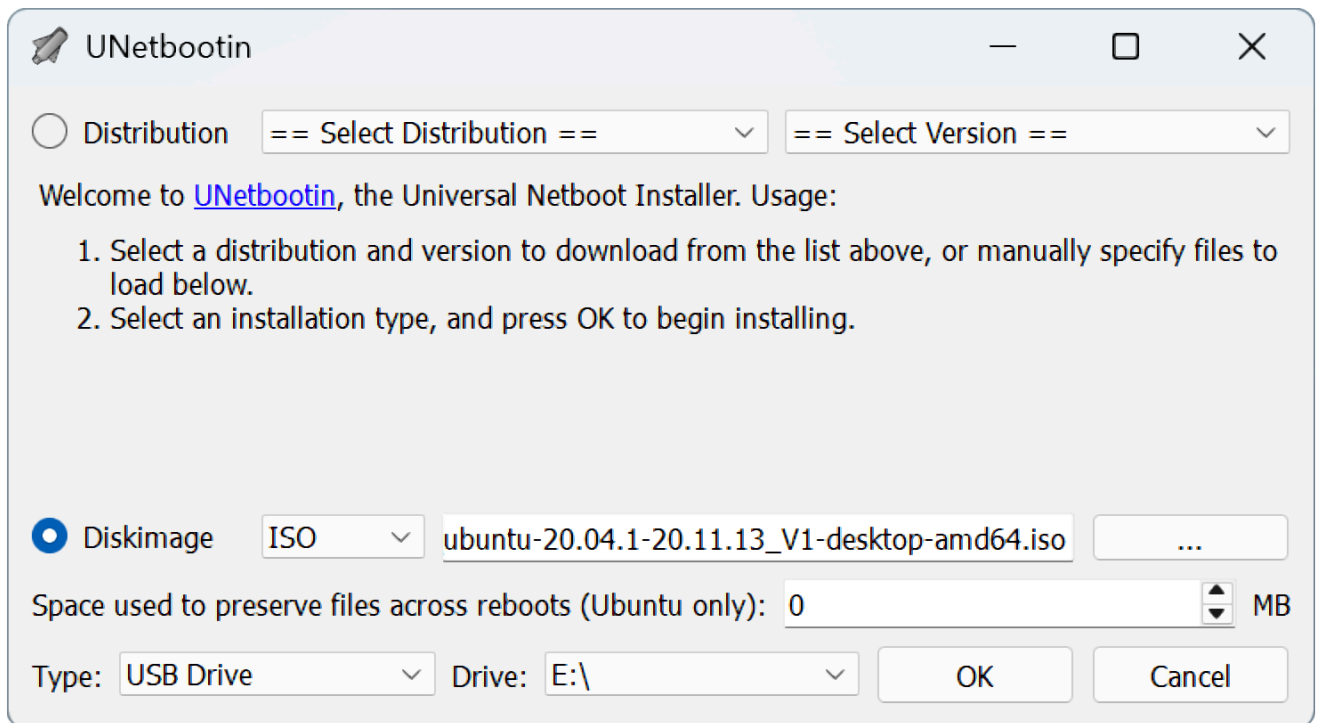 UNetbootin
Distribution == Select Distribution == == Select Version ==
Welcome to UNetbootin, the Universal Netboot Installer. Usage:
1. Select a distribution and version to download from the list above, or manually specify files to
load below.
2. Select an installation type, and press OK to begin installing.
Diskimage ISO ubuntu-20.04.1-20.11.13_V1-desktop-amd64.iso ...
Space used to preserve files across reboots (Ubuntu only): 0 MB
Type: USB Drive Drive: E:\ OK Cancel